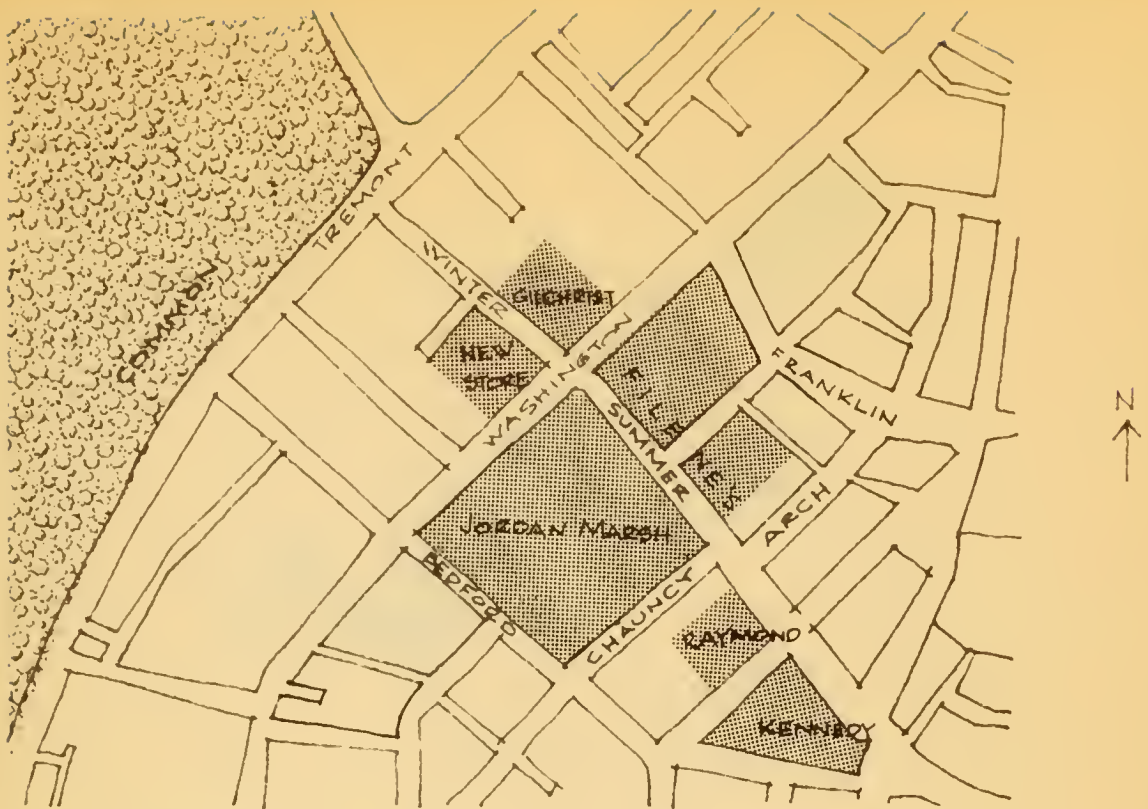 TREMONT
COMMON
WINTER
GILCHRIST
NEW
STORE
WASHINGTON
FILENE'S
SUMMER
FRANKLIN
N
ARCH
JORDAN MARSH
BEDFORD
CHAUNCY
RAYMOND
KENNEDY